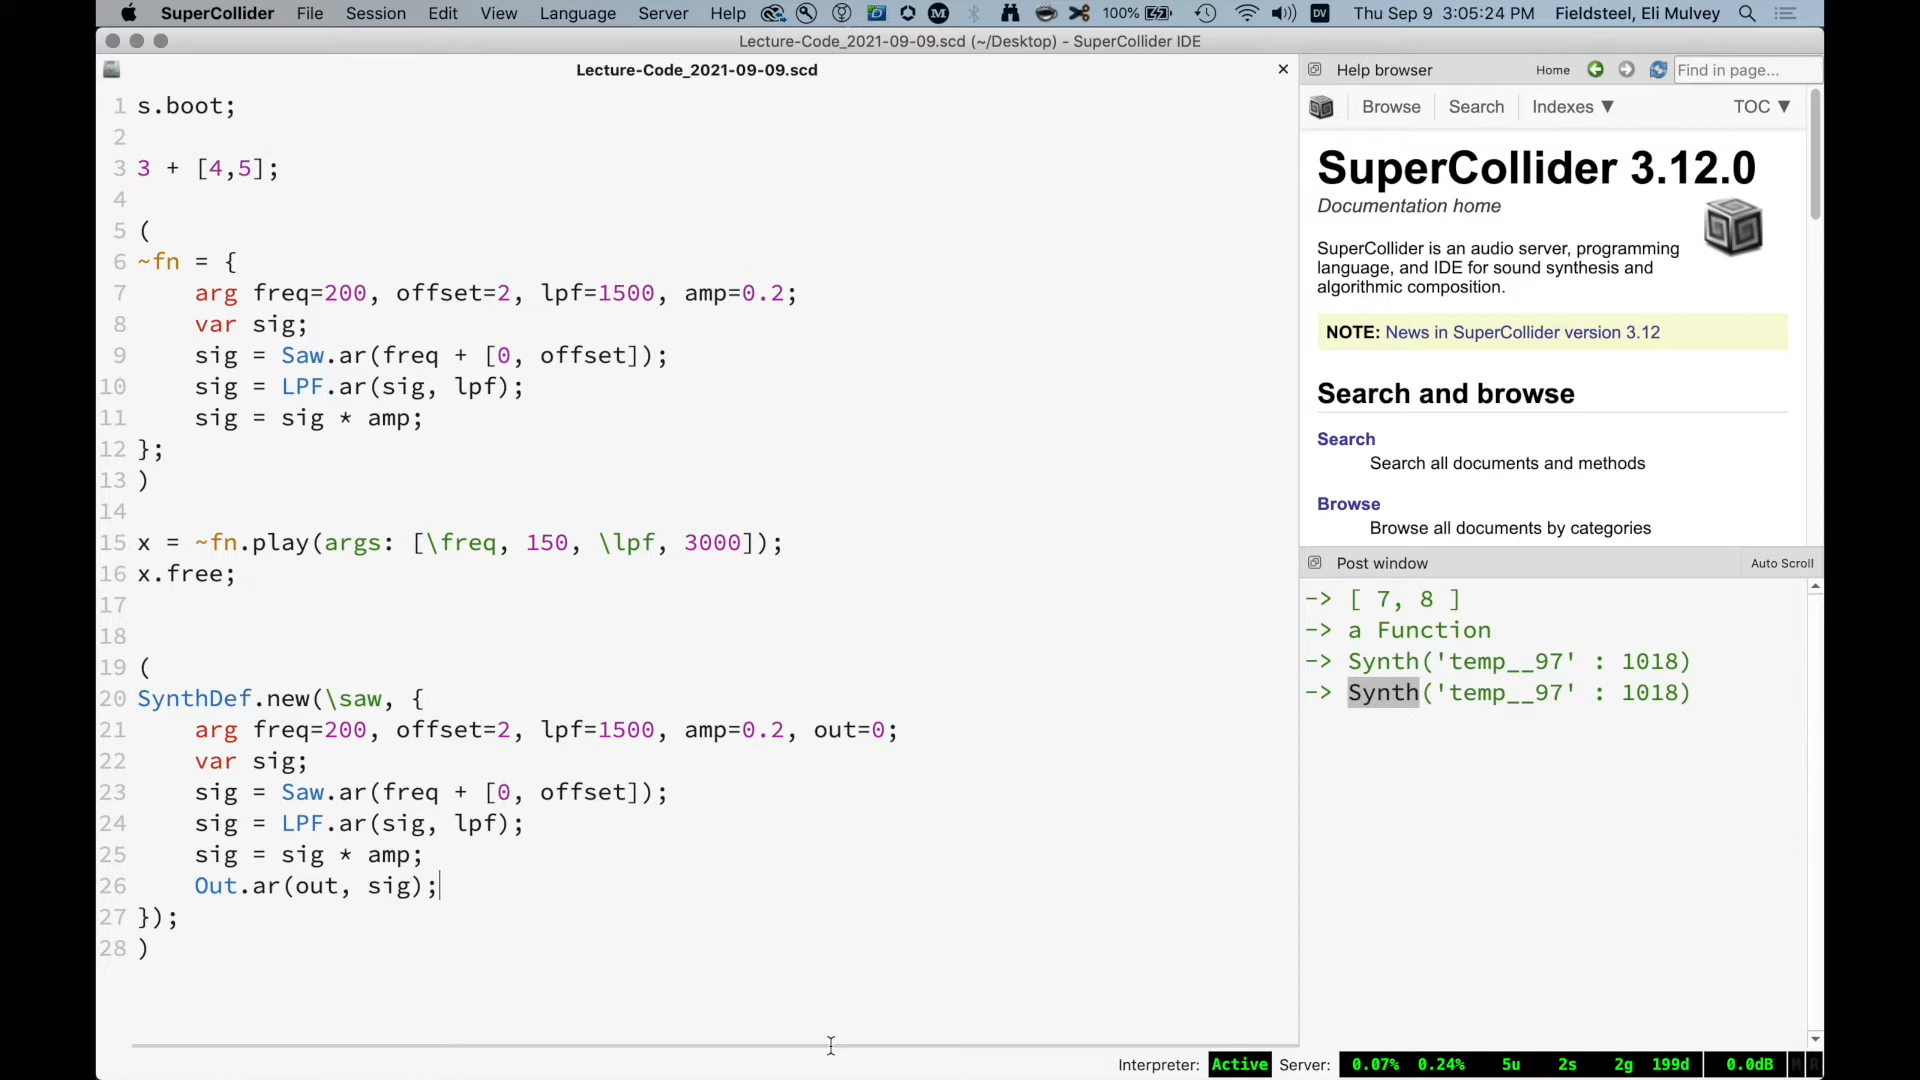 SuperCollider File Session Edit View Language Server Help 100% Thu Sep 9 3:05:24 PM Fieldsteel, Eli Mulvey
Lecture-Code_2021-09-09.scd (~/Desktop) - SuperCollider IDE
Lecture-Code_2021-09-09.scd
1 s.boot;
2
3 3 + [4,5];
4
5 (
6 ~fn = {
7 arg freq=200, offset=2, lpf=1500, amp=0.2;
8 var sig;
9 sig = Saw.ar(freq + [0, offset]);
10 sig = LPF.ar(sig, lpf);
11 sig = sig * amp;
12 };
13 )
14
15 x = ~fn.play(args: [\freq, 150, \lpf, 3000]);
16 x.free;
17
18
19 (
20 SynthDef.new(\saw, {
21 arg freq=200, offset=2, lpf=1500, amp=0.2, out=0;
22 var sig;
23 sig = Saw.ar(freq + [0, offset]);
24 sig = LPF.ar(sig, lpf);
25 sig = sig * amp;
26 Out.ar(out, sig);
27 });
28 )
Help browser Home Find in page...
Browse Search Indexes ▼ TOC ▼
SuperCollider 3.12.0
Documentation home
SuperCollider is an audio server, programming
language, and IDE for sound synthesis and
algorithmic composition.
NOTE: News in SuperCollider version 3.12
Search and browse
Search
Search all documents and methods
Browse
Browse all documents by categories
Post window Auto Scroll
-> [ 7, 8 ]
-> a Function
-> Synth('temp__97' : 1018)
-> Synth('temp__97' : 1018)
Interpreter: Active Server: 0.07% 0.24% 5u 2s 2g 199d 0.0dB M R